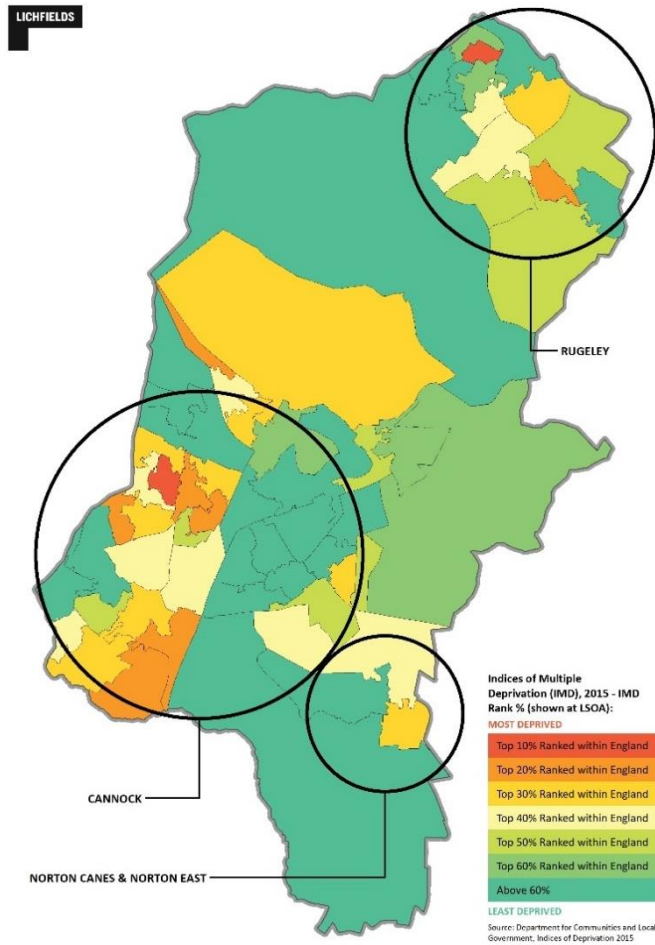 LICHFIELDS
RUGELEY
CANNOCK
NORTON CANES & NORTON EAST
Indices of Multiple
Deprivation (IMD), 2015 - IMD
Rank % (shown at LSOA):
MOST DEPRIVED
Top 10% Ranked within England
Top 20% Ranked within England
Top 30% Ranked within England
Top 40% Ranked within England
Top 50% Ranked within England
Top 60% Ranked within England
Above 60%
LEAST DEPRIVED
Source: Department for Communities and Local
Government, Indices of Deprivation 2015